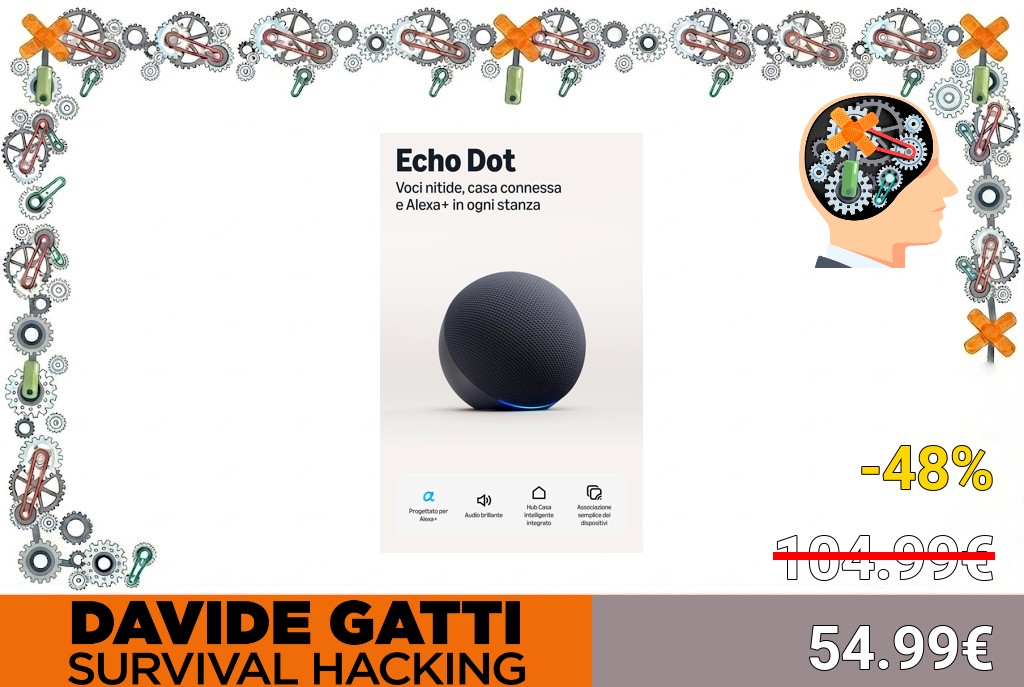 Echo Dot
Voci nitide, casa connessa
e Alexa+ in ogni stanza
Progettato per
Alexa+
Audio brillante
Hub Casa
Intelligente
integrato
Associazione
semplice dei
dispositivi
-48%
104.99€
DAVIDE GATTI
SURVIVAL HACKING
54.99€